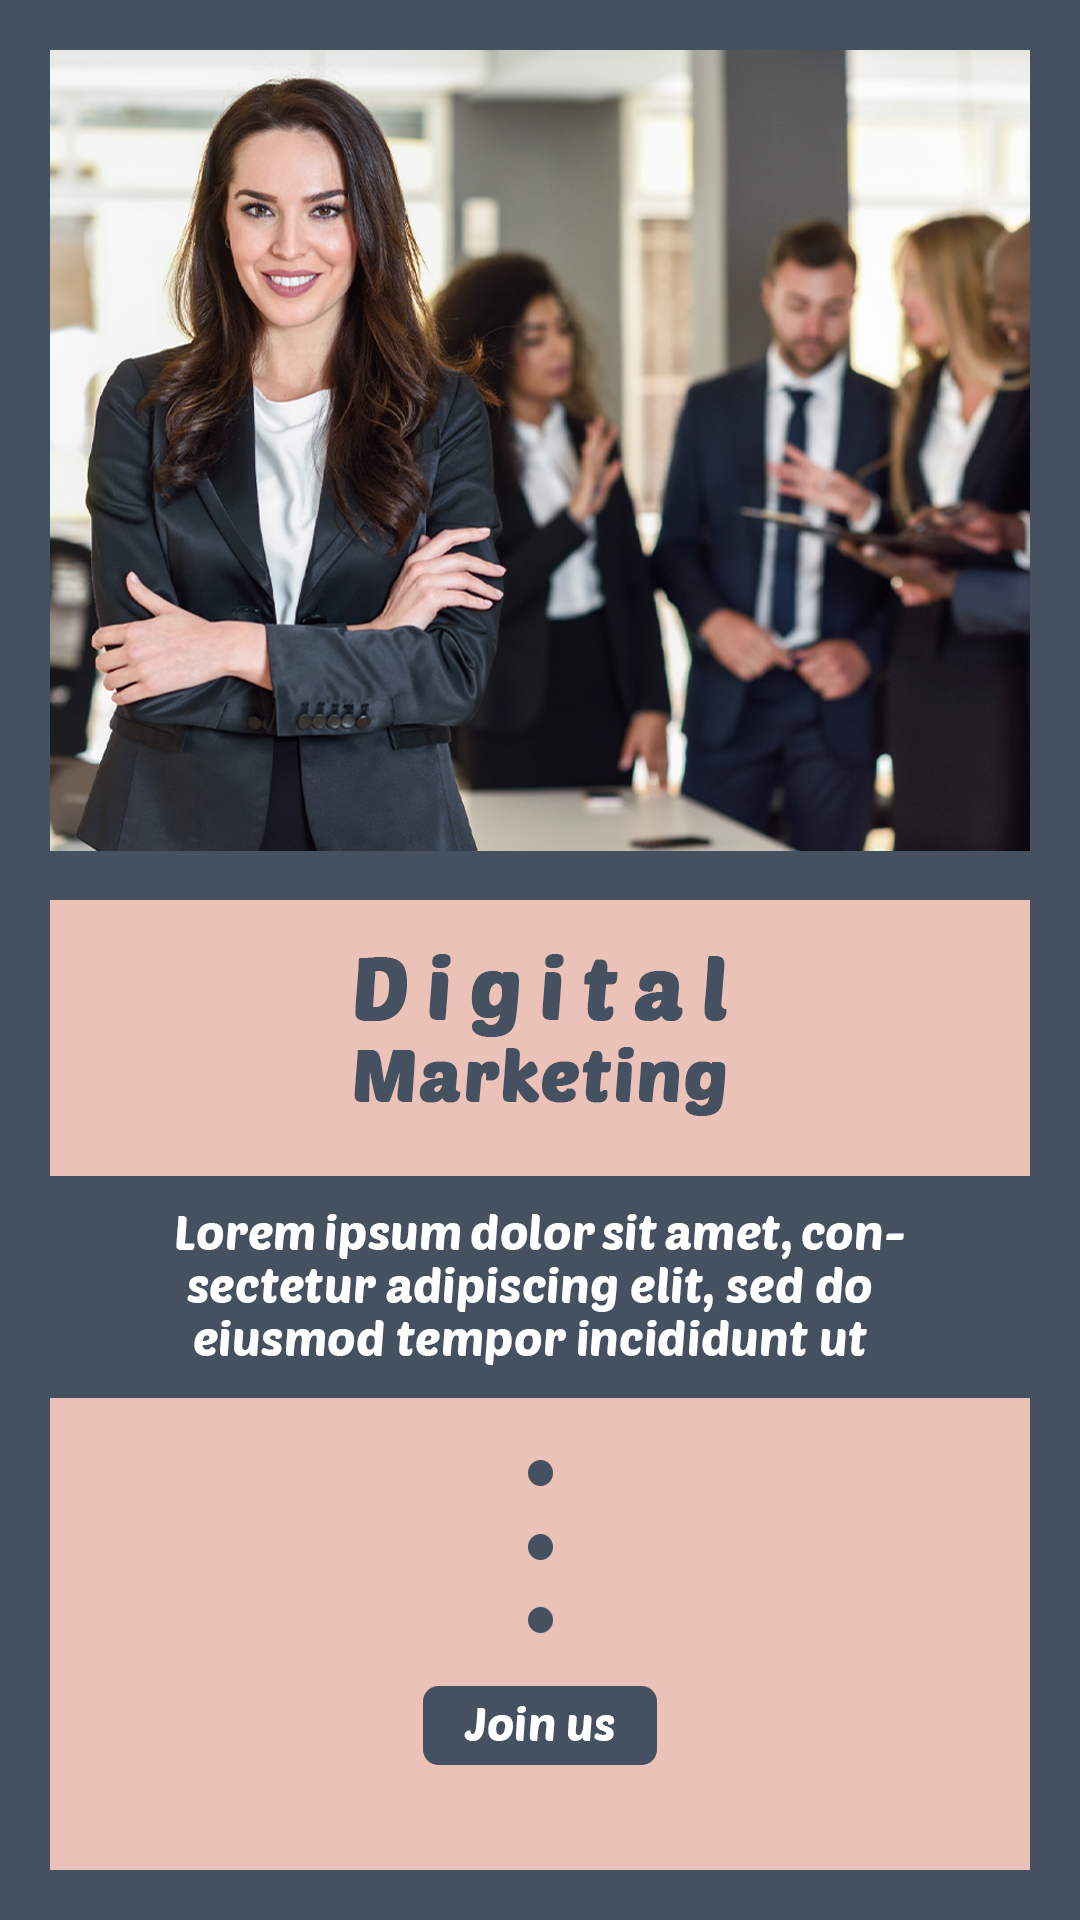 Digital
Marketing
Lorem ipsum dolor sit amet, con-
sectetur adipiscing elit, sed do
eiusmod tempor incididunt ut
Join us